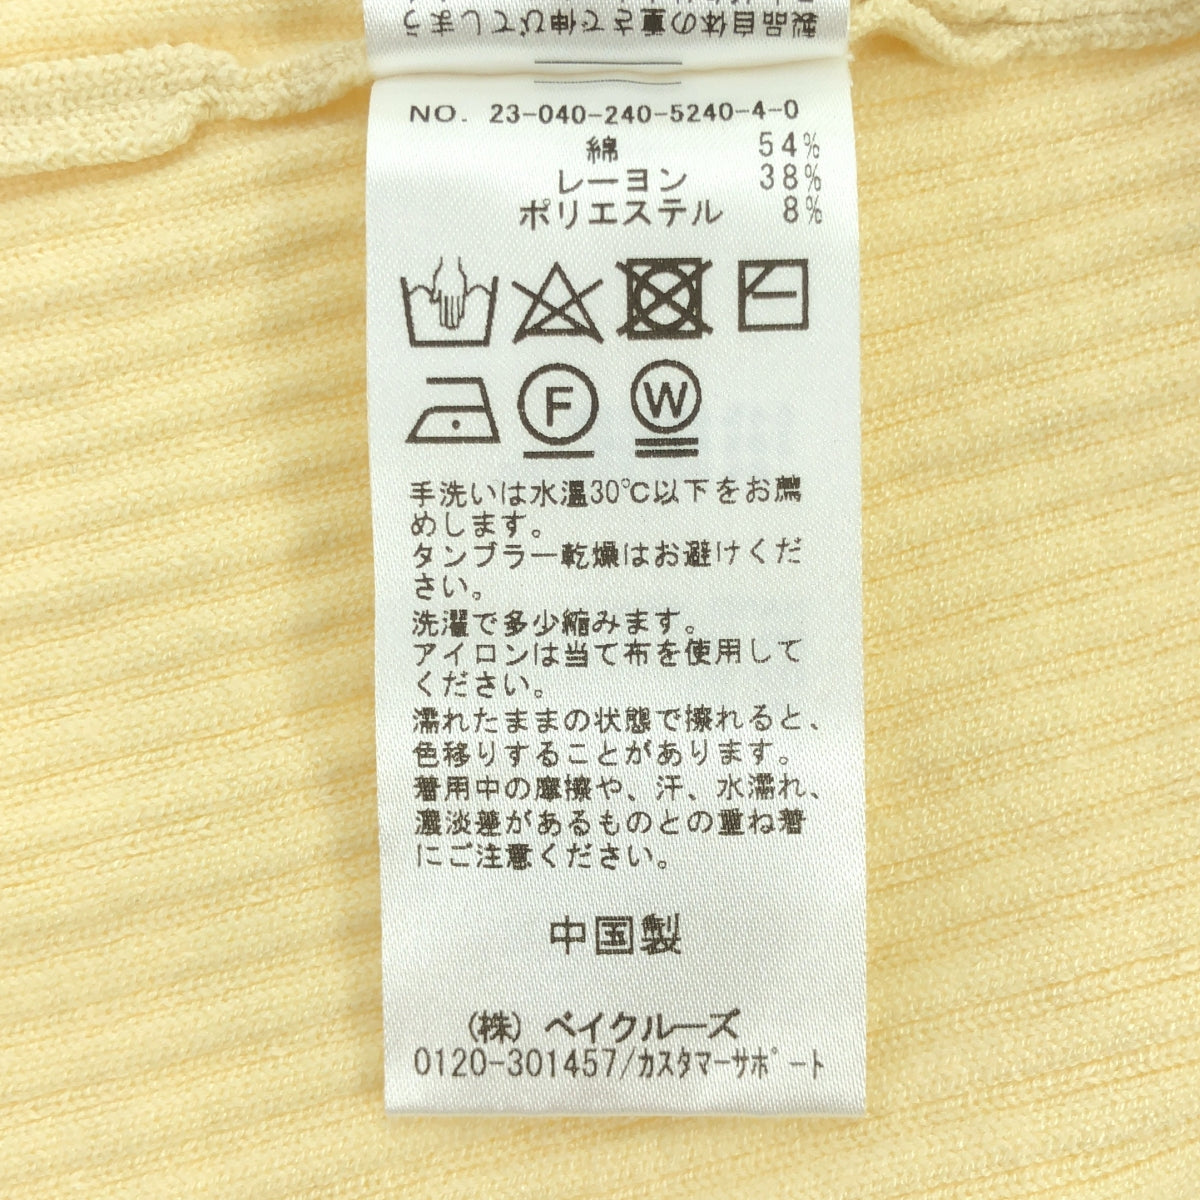 製品自体の重さで伸びてしまう
NO. 23-040-240-5240-4-0
綿 54%
レーヨン 38%
ポリエステル 8%
F W
手洗いは水温30℃以下をお薦
めします。
タンブラー乾燥はお避けくだ
さい。
洗濯で多少縮みます。
アイロンは当て布を使用して
ください。
濡れたままの状態で擦れると、
色移りすることがあります。
着用中の摩擦や、汗、水濡れ、
濃淡差があるものとの重ね着
にご注意ください。
中国製
(株) ベイクルーズ
0120-301457/カスタマーサポート